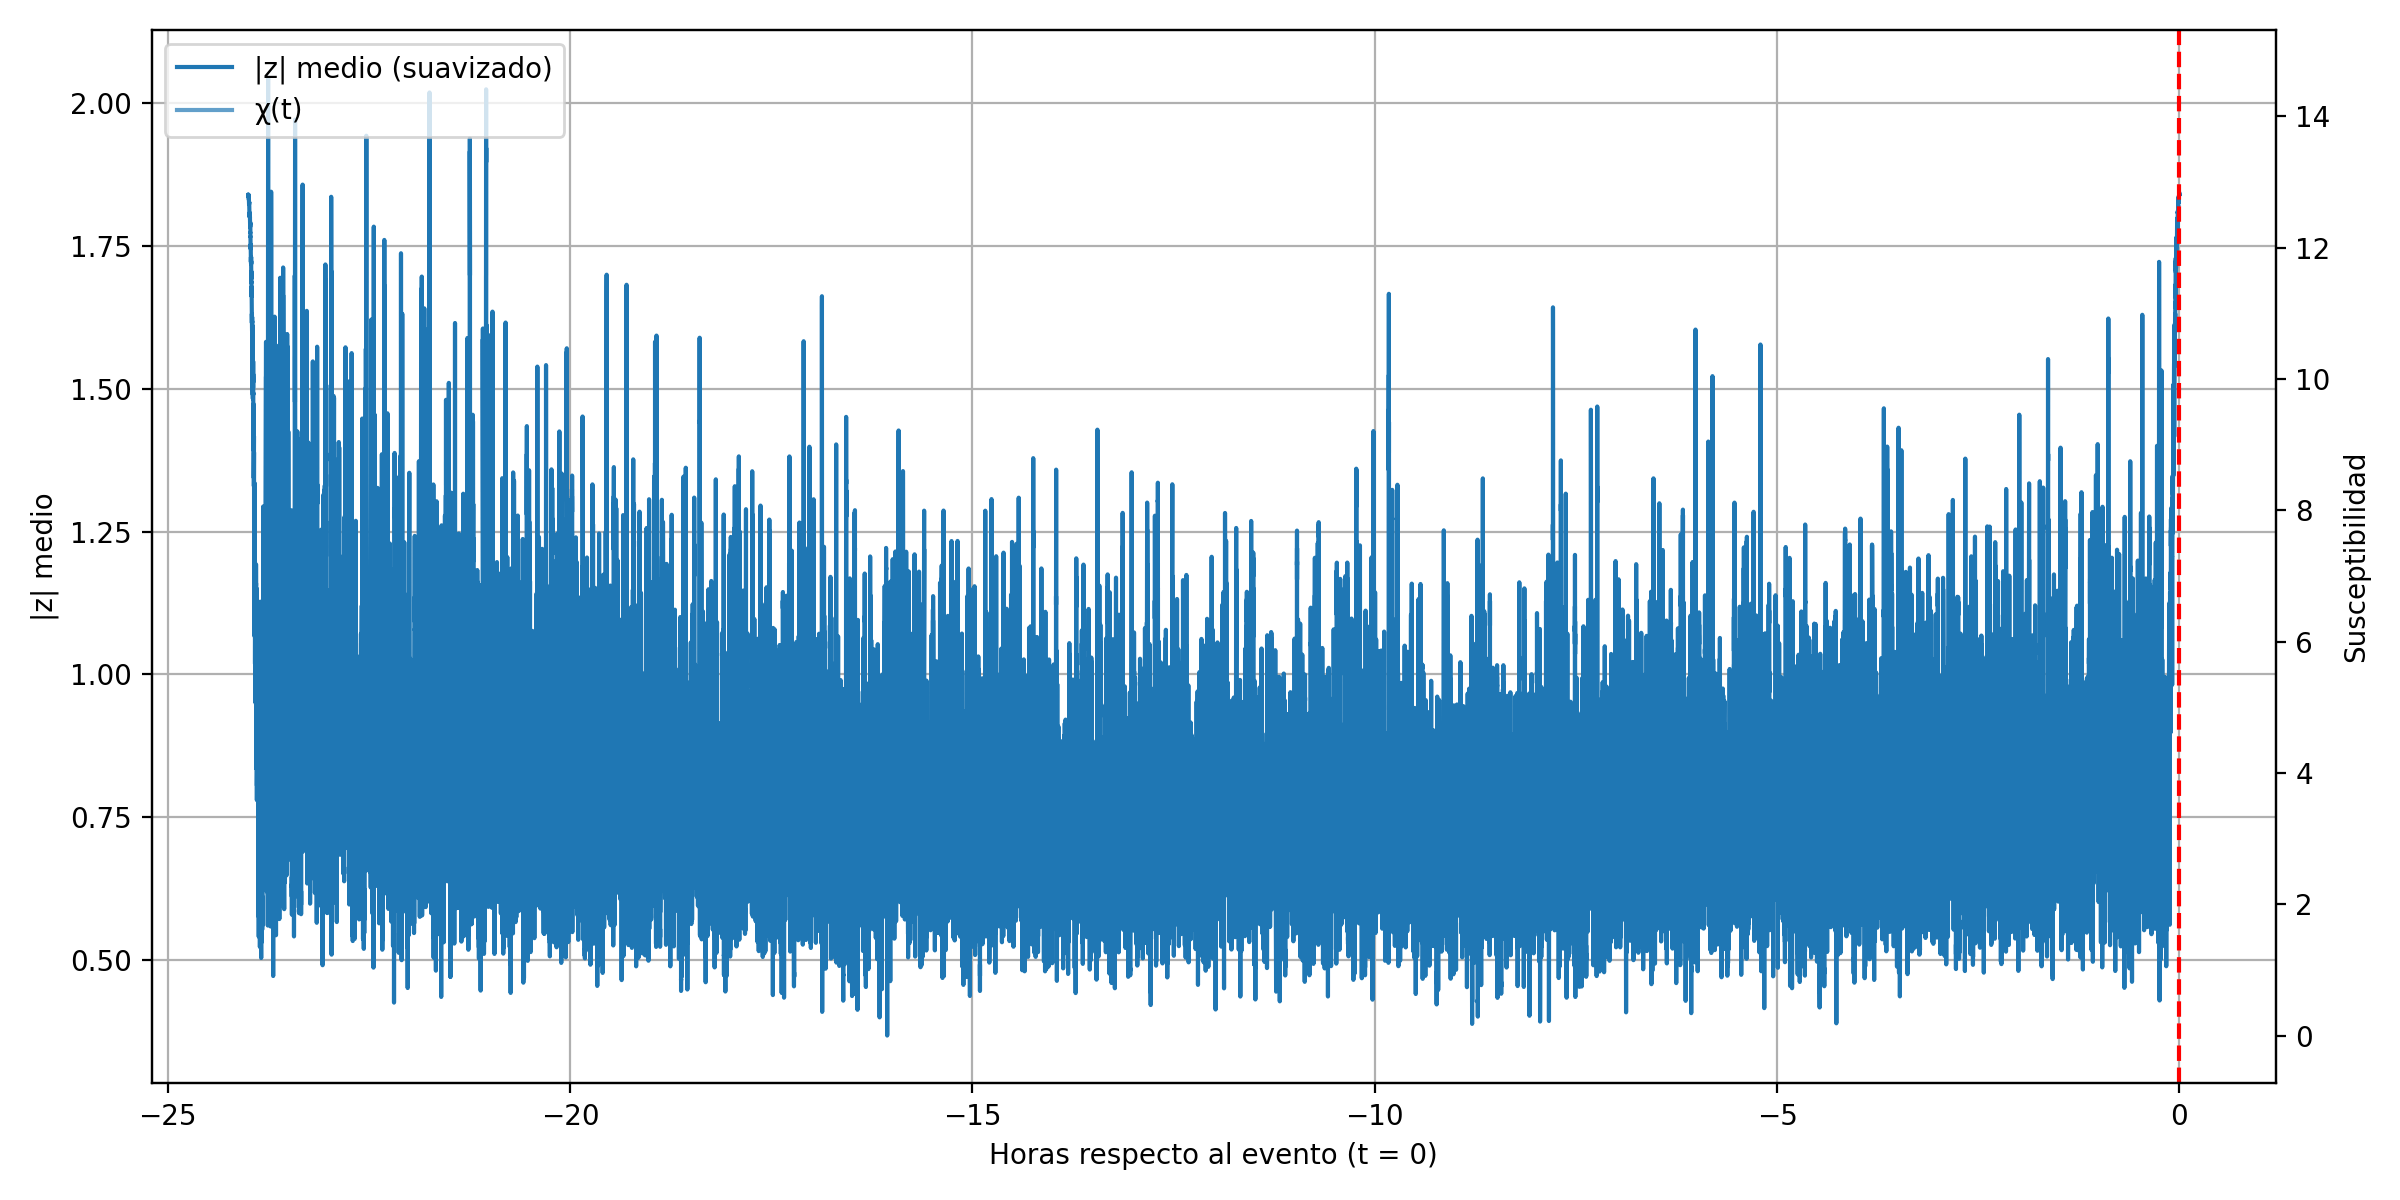 |z| medio (suavizado)
χ(t)
2.00
1.75
1.50
1.25
1.00
0.75
0.50
|z| medio
14
12
10
8
6
4
2
0
Susceptibilidad
−25 −20 −15 −10 −5 0
Horas respecto al evento (t = 0)